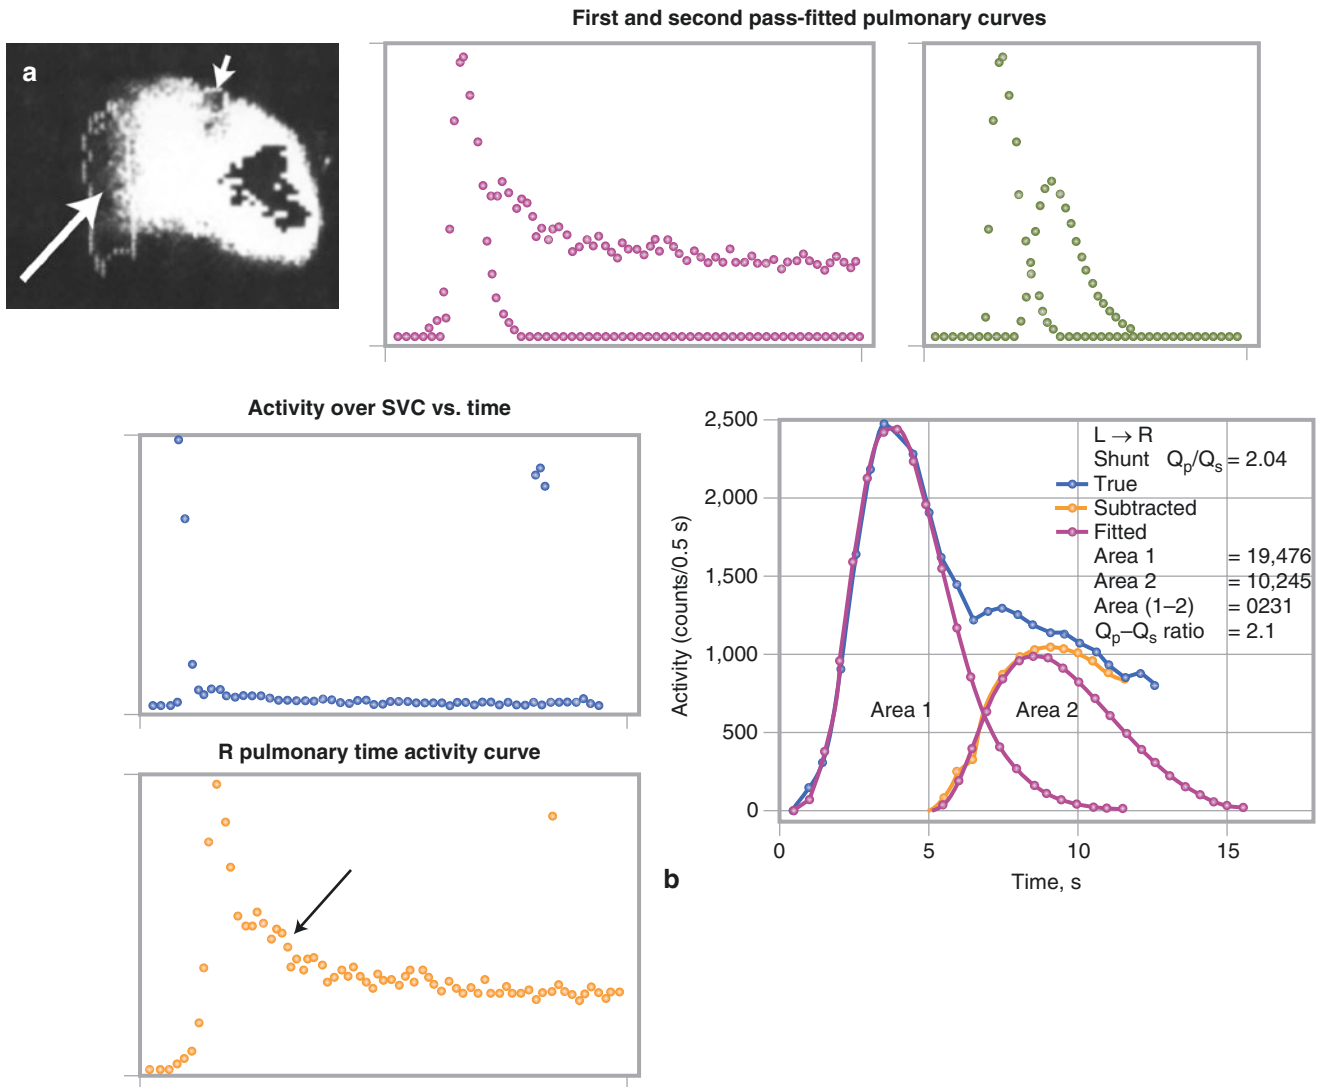 First and second pass-fitted pulmonary curves
a
Activity over SVC vs. time
R pulmonary time activity curve
b
Activity (counts/0.5 s)
2,500
2,000
1,500
1,000
500
0
0 5 10 15
Time, s
L → R
Shunt Qp/Qs = 2.04
True
Subtracted
Fitted
Area 1 = 19,476
Area 2 = 10,245
Area (1–2) = 0231
Qp–Qs ratio = 2.1
Area 1
Area 2